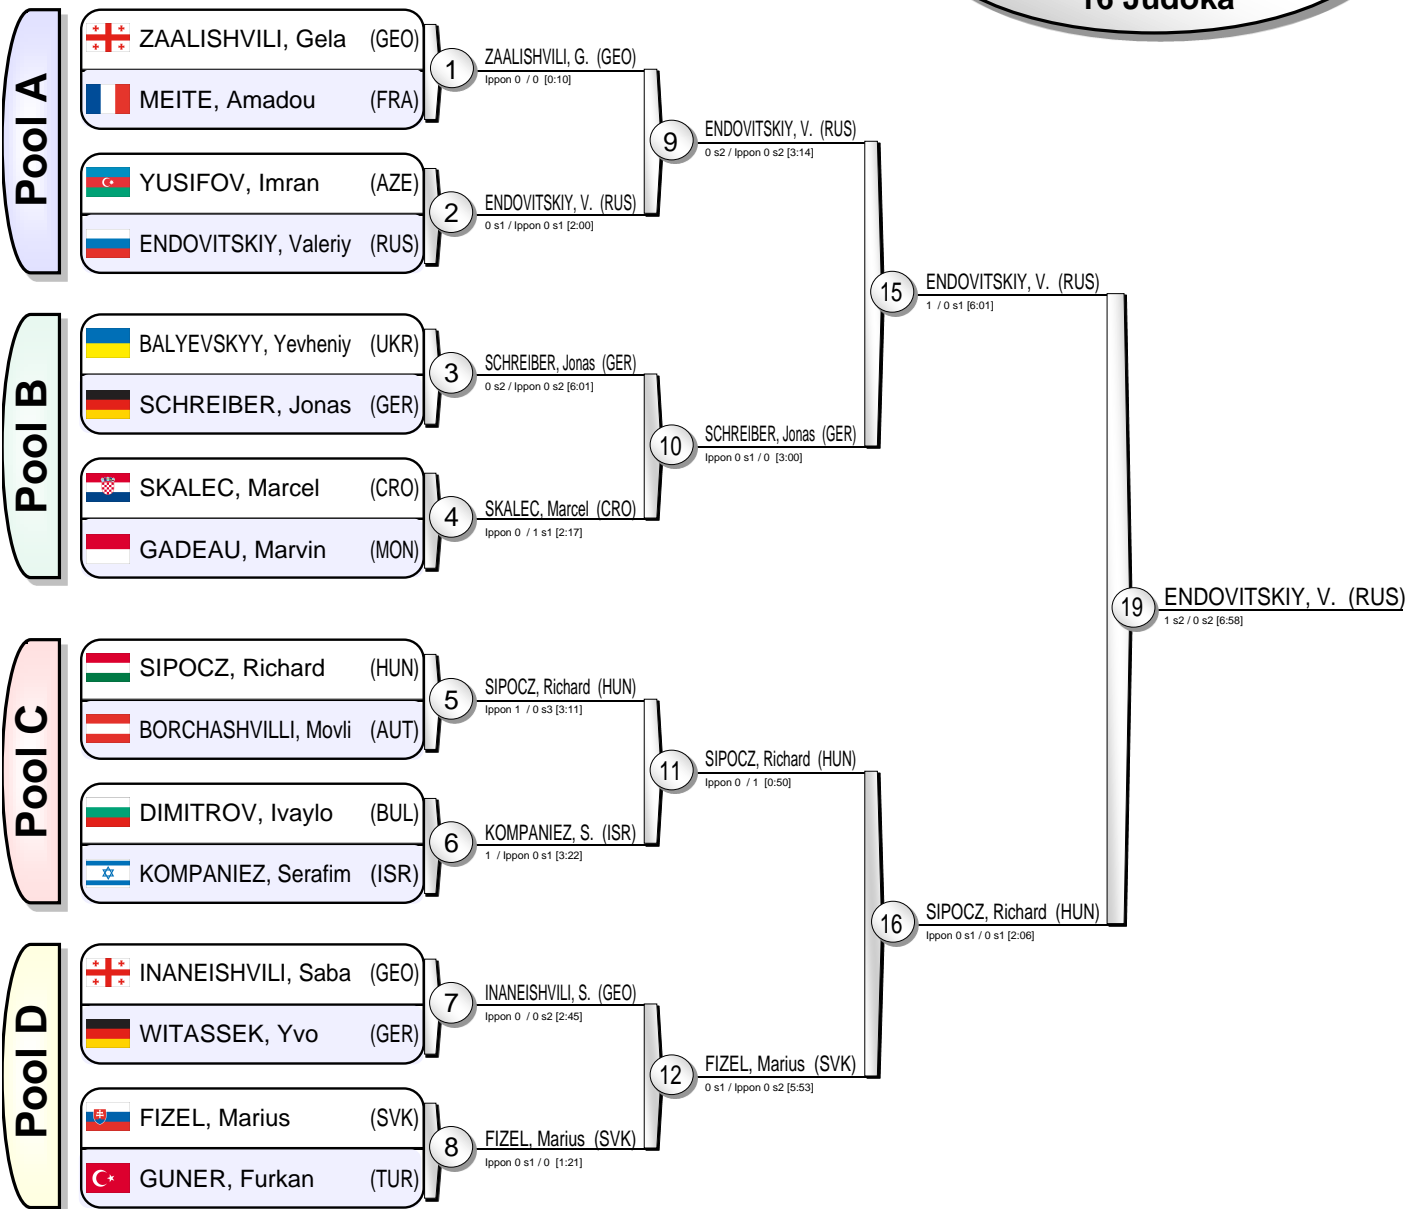 16 Judoka
Pool A
ZAALISHVILI, Gela (GEO)
MEITE, Amadou (FRA)
YUSIFOV, Imran (AZE)
ENDOVITSKIY, Valeriy (RUS)
Pool B
BALYEVSKYY, Yevheniy (UKR)
SCHREIBER, Jonas (GER)
SKALEC, Marcel (CRO)
GADEAU, Marvin (MON)
Pool C
SIPOCZ, Richard (HUN)
BORCHASHVILLI, Movli (AUT)
DIMITROV, Ivaylo (BUL)
KOMPANIEZ, Serafim (ISR)
Pool D
INANEISHVILI, Saba (GEO)
WITASSEK, Yvo (GER)
FIZEL, Marius (SVK)
GUNER, Furkan (TUR)
1
ZAALISHVILI, G. (GEO)
Ippon 0 / 0 [0:10]
2
ENDOVITSKIY, V. (RUS)
0 s1 / Ippon 0 s1 [2:00]
3
SCHREIBER, Jonas (GER)
0 s2 / Ippon 0 s2 [6:01]
4
SKALEC, Marcel (CRO)
Ippon 0 / 1 s1 [2:17]
5
SIPOCZ, Richard (HUN)
Ippon 1 / 0 s3 [3:11]
6
KOMPANIEZ, S. (ISR)
1 / Ippon 0 s1 [3:22]
7
INANEISHVILI, S. (GEO)
Ippon 0 / 0 s2 [2:45]
8
FIZEL, Marius (SVK)
Ippon 0 s1 / 0 [1:21]
9
ENDOVITSKIY, V. (RUS)
0 s2 / Ippon 0 s2 [3:14]
10
SCHREIBER, Jonas (GER)
Ippon 0 s1 / 0 [3:00]
11
SIPOCZ, Richard (HUN)
Ippon 0 / 1 [0:50]
12
FIZEL, Marius (SVK)
0 s1 / Ippon 0 s2 [5:53]
15
ENDOVITSKIY, V. (RUS)
1 / 0 s1 [6:01]
16
SIPOCZ, Richard (HUN)
Ippon 0 s1 / 0 s1 [2:06]
19
ENDOVITSKIY, V. (RUS)
1 s2 / 0 s2 [6:58]